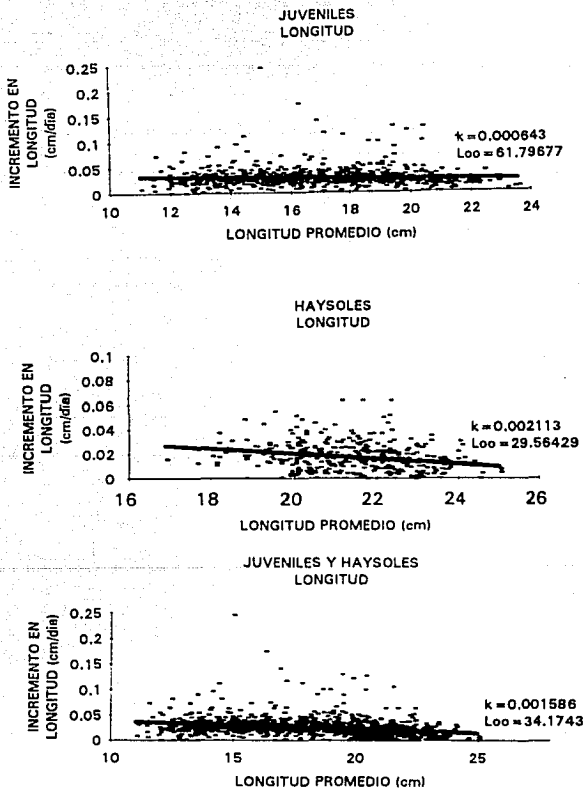 JUVENILES
LONGITUD
INCREMENTO EN
LONGITUD
(cm/día)
0.25
0.2
0.15
0.1
0.05
0
k=0.000643
Loo=61.79677
10 12 14 16 18 20 22 24
LONGITUD PROMEDIO (cm)
HAYSOLES
LONGITUD
INCREMENTO EN
LONGITUD
(cm/día)
0.1
0.08
0.06
0.04
0.02
0
k=0.002113
Loo=29.56429
16 18 20 22 24 26
LONGITUD PROMEDIO (cm)
JUVENILES Y HAYSOLES
LONGITUD
INCREMENTO EN
LONGITUD (cm/día)
0.25
0.2
0.15
0.1
0.05
0
k=0.001586
Loo=34.1743
10 15 20 25
LONGITUD PROMEDIO (cm)